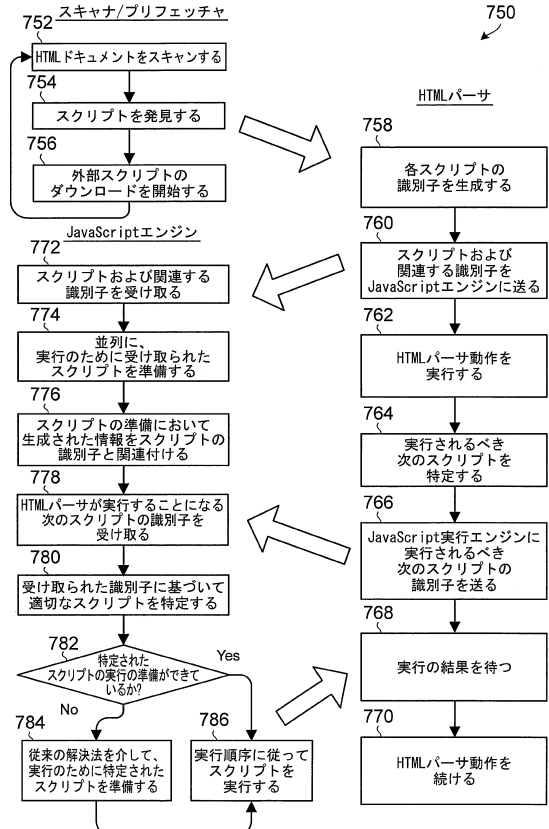 750
スキャナ/プリフェッチャ
752
HTMLドキュメントをスキャンする
754
スクリプトを発見する
756
外部スクリプトの
ダウンロードを開始する
JavaScriptエンジン
772
スクリプトおよび関連する
識別子を受け取る
774
並列に、
実行のために受け取られた
スクリプトを準備する
776
スクリプトの準備において
生成された情報をスクリプトの
識別子と関連付ける
778
HTMLパーサが実行することになる
次のスクリプトの識別子を
受け取る
780
受け取られた識別子に基づいて
適切なスクリプトを特定する
782
特定された
スクリプトの実行の準備ができて
いるか?
Yes
No
784
従来の解決法を介して、
実行のために特定された
スクリプトを準備する
786
実行順序に従って
スクリプトを
実行する
HTMLパーサ
758
各スクリプトの
識別子を生成する
760
スクリプトおよび
関連する識別子を
JavaScriptエンジンに送る
762
HTMLパーサ動作を
実行する
764
実行されるべき
次のスクリプトを
特定する
766
JavaScript実行エンジンに
実行されるべき
次のスクリプトの
識別子を送る
768
実行の結果を待つ
770
HTMLパーサ動作を
続ける